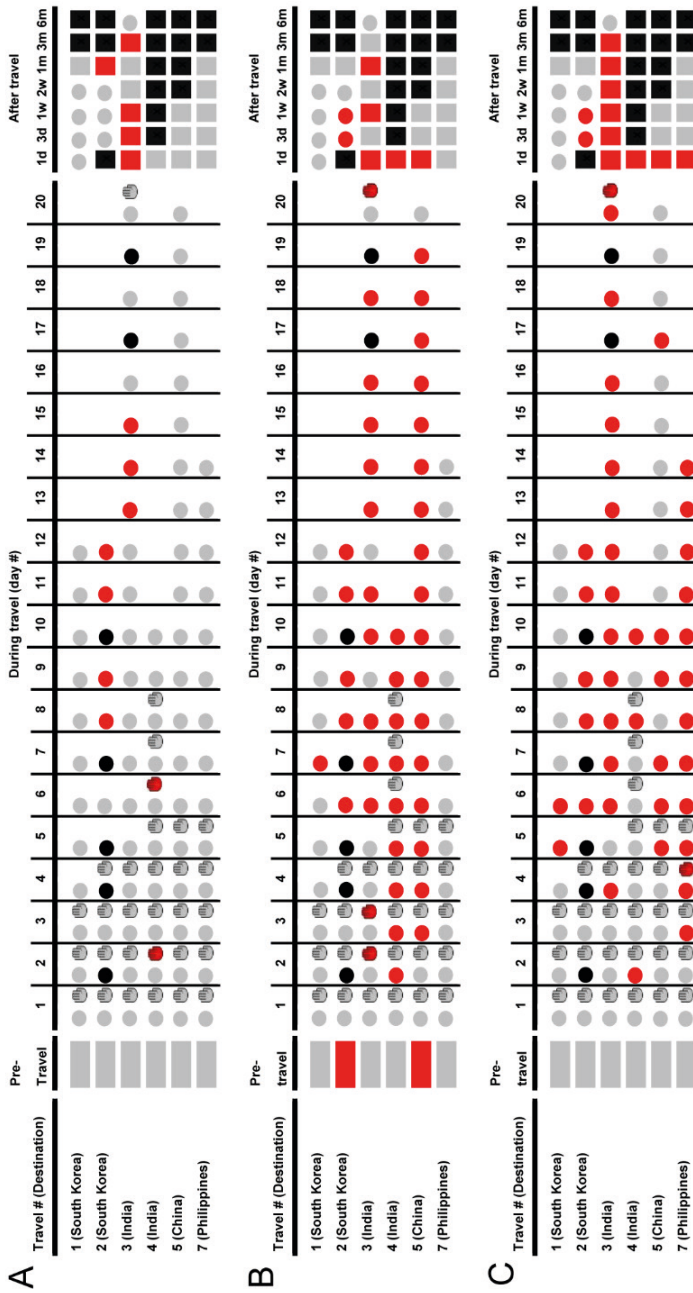 A
Travel # (Destination) Pre-Travel During travel (day #) After travel
1 2 3 4 5 6 7 8 9 10 11 12 13 14 15 16 17 18 19 20 1d 3d 1w 2w 1m 3m 6m
1 (South Korea)
2 (South Korea)
3 (India)
4 (India)
5 (China)
7 (Philippines)
B
Travel # (Destination) Pre-travel During travel (day #) After travel
1 2 3 4 5 6 7 8 9 10 11 12 13 14 15 16 17 18 19 20 1d 3d 1w 2w 1m 3m 6m
1 (South Korea)
2 (South Korea)
3 (India)
4 (India)
5 (China)
7 (Philippines)
C
Travel # (Destination) Pre-travel During travel (day #) After travel
1 2 3 4 5 6 7 8 9 10 11 12 13 14 15 16 17 18 19 20 1d 3d 1w 2w 1m 3m 6m
1 (South Korea)
2 (South Korea)
3 (India)
4 (India)
5 (China)
7 (Philippines)